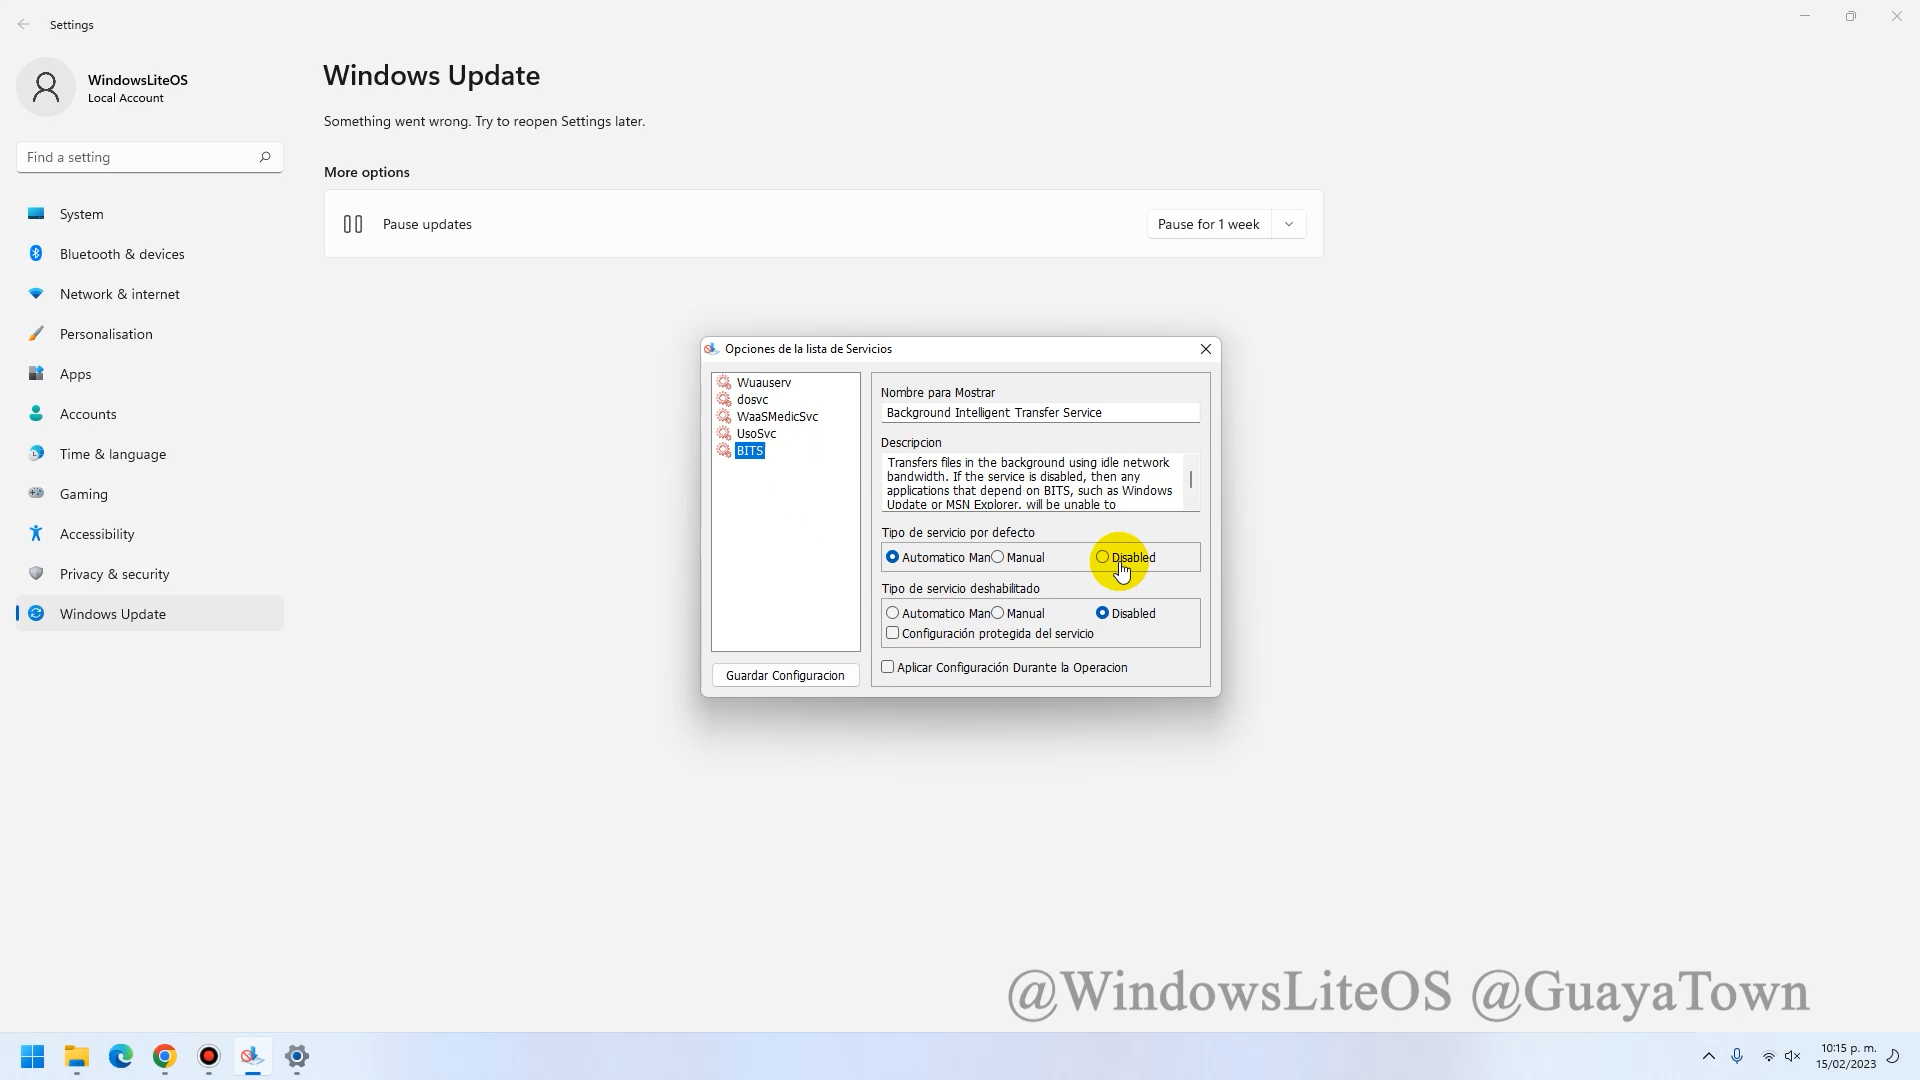 Settings
WindowsLiteOS
Local Account
Find a setting
System
Bluetooth & devices
Network & internet
Personalisation
Apps
Accounts
Time & language
Gaming
Accessibility
Privacy & security
Windows Update
Windows Update
Something went wrong. Try to reopen Settings later.
More options
Pause updates
Pause for 1 week
Opciones de la lista de Servicios
Wuauserv
dosvc
WaaSMedicSvc
UsoSvc
BITS
Guardar Configuracion
Nombre para Mostrar
Background Intelligent Transfer Service
Descripcion
Transfers files in the background using idle network
bandwidth. If the service is disabled, then any
applications that depend on BITS, such as Windows
Update or MSN Explorer, will be unable to
Tipo de servicio por defecto
Automatico Man Manual Disabled
Tipo de servicio deshabilitado
Automatico Man Manual Disabled
Configuración protegida del servicio
Aplicar Configuración Durante la Operacion
@WindowsLiteOS @GuayaTown
10:15 p. m.
15/02/2023